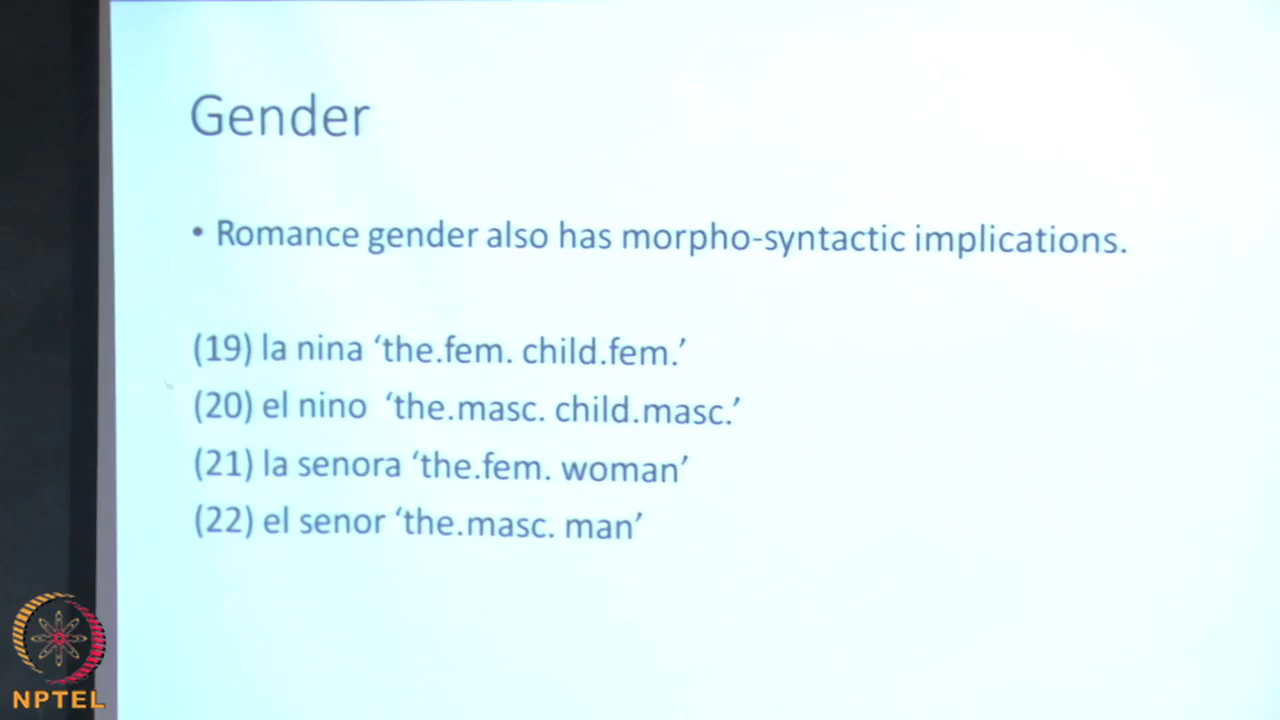 Gender
• Romance gender also has morpho-syntactic implications.
(19) la nina ‘the.fem. child.fem.’
(20) el nino ‘the.masc. child.masc.’
(21) la senora ‘the.fem. woman’
(22) el senor ‘the.masc. man’
NPTEL